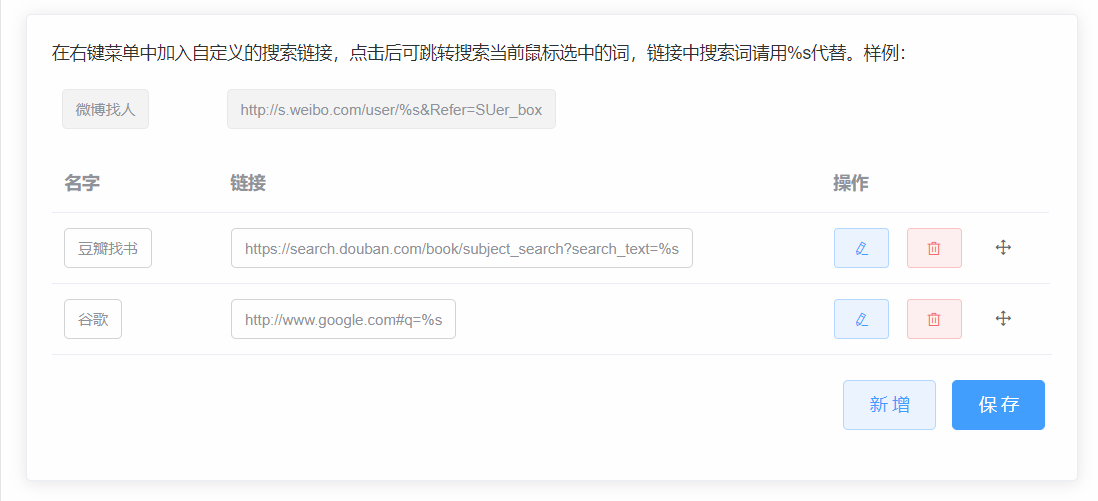 在右键菜单中加入自定义的搜索链接，点击后可跳转搜索当前鼠标选中的词，链接中搜索词请用%s代替。样例：
微博找人 http://s.weibo.com/user/%s&Refer=SUer_box
名字 链接 操作
豆瓣找书 https://search.douban.com/book/subject_search?search_text=%s
谷歌 http://www.google.com#q=%s
新增 保存